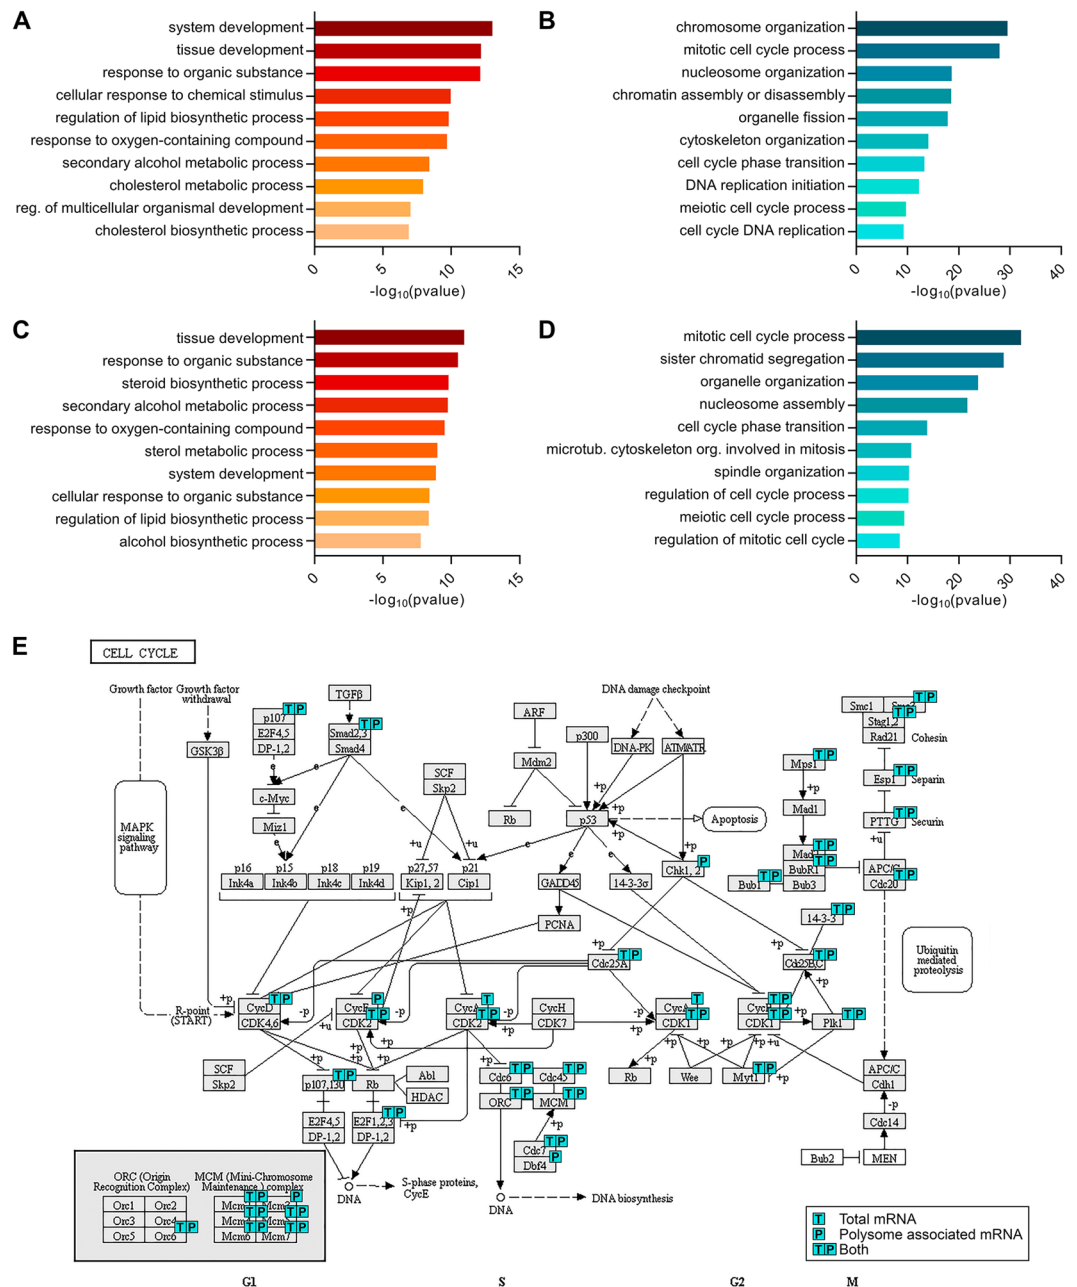 A
system development
tissue development
response to organic substance
cellular response to chemical stimulus
regulation of lipid biosynthetic process
response to oxygen-containing compound
secondary alcohol metabolic process
cholesterol metabolic process
reg. of multicellular organismal development
cholesterol biosynthetic process
0 5 10 15
-log10(pvalue)
B
chromosome organization
mitotic cell cycle process
nucleosome organization
chromatin assembly or disassembly
organelle fission
cytoskeleton organization
cell cycle phase transition
DNA replication initiation
meiotic cell cycle process
cell cycle DNA replication
0 10 20 30 40
-log10(pvalue)
C
tissue development
response to organic substance
steroid biosynthetic process
secondary alcohol metabolic process
response to oxygen-containing compound
sterol metabolic process
system development
cellular response to organic substance
regulation of lipid biosynthetic process
alcohol biosynthetic process
0 5 10 15
-log10(pvalue)
D
mitotic cell cycle process
sister chromatid segregation
organelle organization
nucleosome assembly
cell cycle phase transition
microtub. cytoskeleton org. involved in mitosis
spindle organization
regulation of cell cycle process
meiotic cell cycle process
regulation of mitotic cell cycle
0 10 20 30 40
-log10(pvalue)
E
CELL CYCLE
Growth factor
Growth factor
withdrawal
GSK3β
MAPK
signaling
pathway
R-point
(START)
p107 T P
E2F4,5
DP-1,2
TGFβ
Smad2,3 T P
Smad4
e
e
e
e
e
c-Myc
Miz1
SCF
Skp2
+u
+u
ARF
Mdm2
Rb
p300
DNA damage checkpoint
DNA-PK
ATM/ATR
+p
+p
+p
+p
p53
Apoptosis
e
e
e
p16
Ink4a
p15
Ink4b
p18
Ink4c
p19
Ink4d
p27,57
Kip1, 2
p21
Cip1
+p
GADD45
14-3-3σ
PCNA
Chk1, 2 P
Smc1
T P
Stag1,2 T P
Rad21
Cohesin
Mps1 T P
+p
Mad1
T P
BubR1 T P
Bub3
Bub1 T P
Esp1 T P
Separin
PTTG T P
Securin
+u
APC/C
Cdc20 T P
14-3-3 T P
+p
+p
Cdc25A T P
T P
Ubiquitin
mediated
proteolysis
+p
CycD T P
CDK4,6
-p
+u
P
CDK2 T P
-p
T
CDK2 T P
-p
+p
CycH
CDK7
-p
T
CDK1 T P
T P
CDK1 T P
+p
Plk1 T P
+p
SCF
Skp2
+p
+p
+p
+p
+p
p107,130 T P
Rb
Abl
HDAC
E2F4,5
DP-1,2
E2F1,2,3 T P
DP-1,2
+p
+p
Cdc6 T P
Cdc45 T P
ORC T P
MCM T P
+p
Cdc7 T P
Dbf4 P
+p
+p
+p
+u
Rb
Wee
Myt1 T P
+p
APC/C
Cdh1
-p
Cdc14
Bub2
MEN
DNA
S-phase proteins,
CycE
DNA
DNA biosynthesis
ORC (Origin
Recognition Complex)
Orc1 Orc2
Orc3
Orc5 Orc6
T P
MCM (Mini-Chromosome
Maintenance) complex
T P P
T P T P
T P T P
Mcm6 Mcm7
T Total mRNA
P Polysome associated mRNA
T P Both
G1 S G2 M